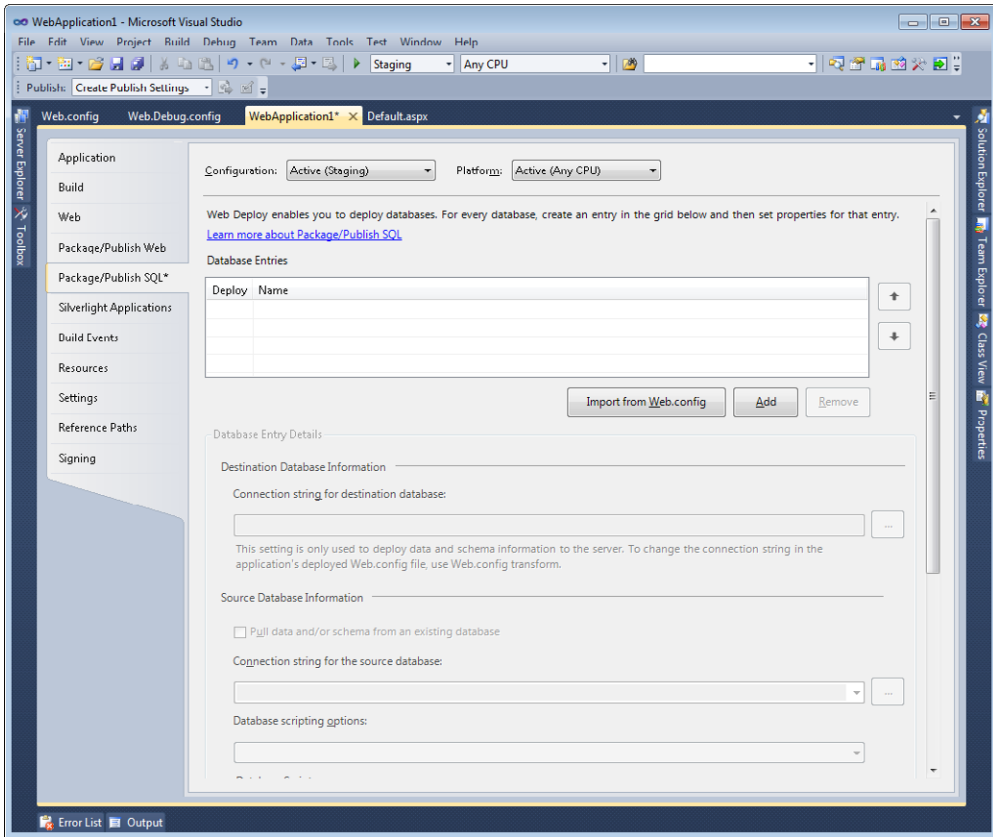 WebApplication1 - Microsoft Visual Studio
File Edit View Project Build Debug Team Data Tools Test Window Help
Staging Any CPU
Publish: Create Publish Settings
Web.config Web.Debug.config WebApplication1* Default.aspx
Server Explorer
Toolbox
Application
Build
Web
Package/Publish Web
Package/Publish SQL*
Silverlight Applications
Build Events
Resources
Settings
Reference Paths
Signing
Configuration: Active (Staging) Platform: Active (Any CPU)
Web Deploy enables you to deploy databases. For every database, create an entry in the grid below and then set properties for that entry.
Learn more about Package/Publish SQL
Database Entries
Deploy Name
Import from Web.config Add Remove
Database Entry Details
Destination Database Information
Connection string for destination database:
...
This setting is only used to deploy data and schema information to the server. To change the connection string in the
application's deployed Web.config file, use Web.config transform.
Source Database Information
Pull data and/or schema from an existing database
Connection string for the source database:
...
Database scripting options:
Solution Explorer
Team Explorer
Class View
Properties
Error List Output